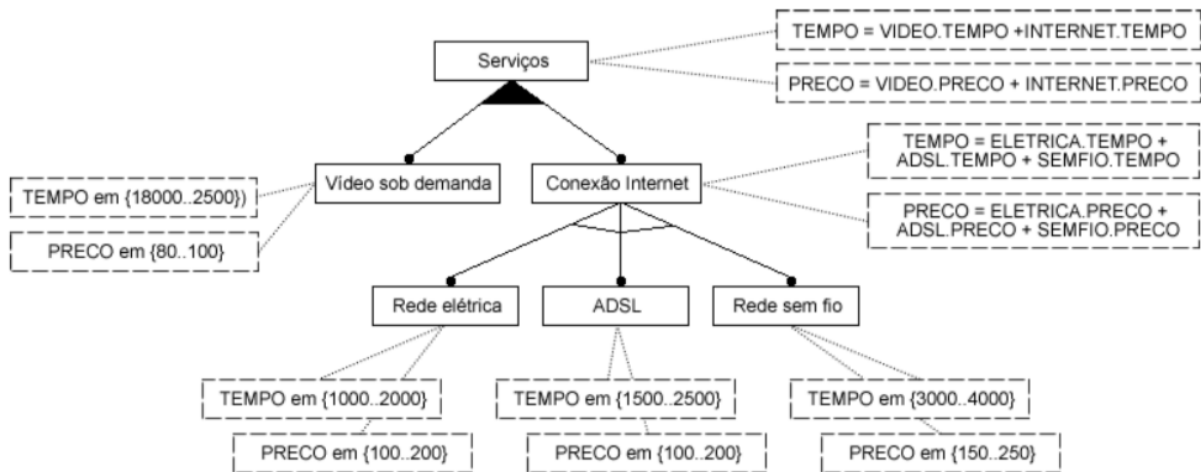 TEMPO = VIDEO.TEMPO +INTERNET.TEMPO
Serviços
PRECO = VIDEO.PRECO + INTERNET.PRECO
TEMPO = ELETRICA.TEMPO +
ADSL.TEMPO + SEMFIO.TEMPO
Vídeo sob demanda
Conexão Internet
TEMPO em {18000..2500})
PRECO = ELETRICA.PRECO +
ADSL.PRECO + SEMFIO.PRECO
PRECO em {80..100}
Rede elétrica
ADSL
Rede sem fio
TEMPO em {1000..2000}
TEMPO em {1500..2500}
TEMPO em {3000..4000}
PRECO em {100..200}
PRECO em {100..200}
PRECO em {150..250}